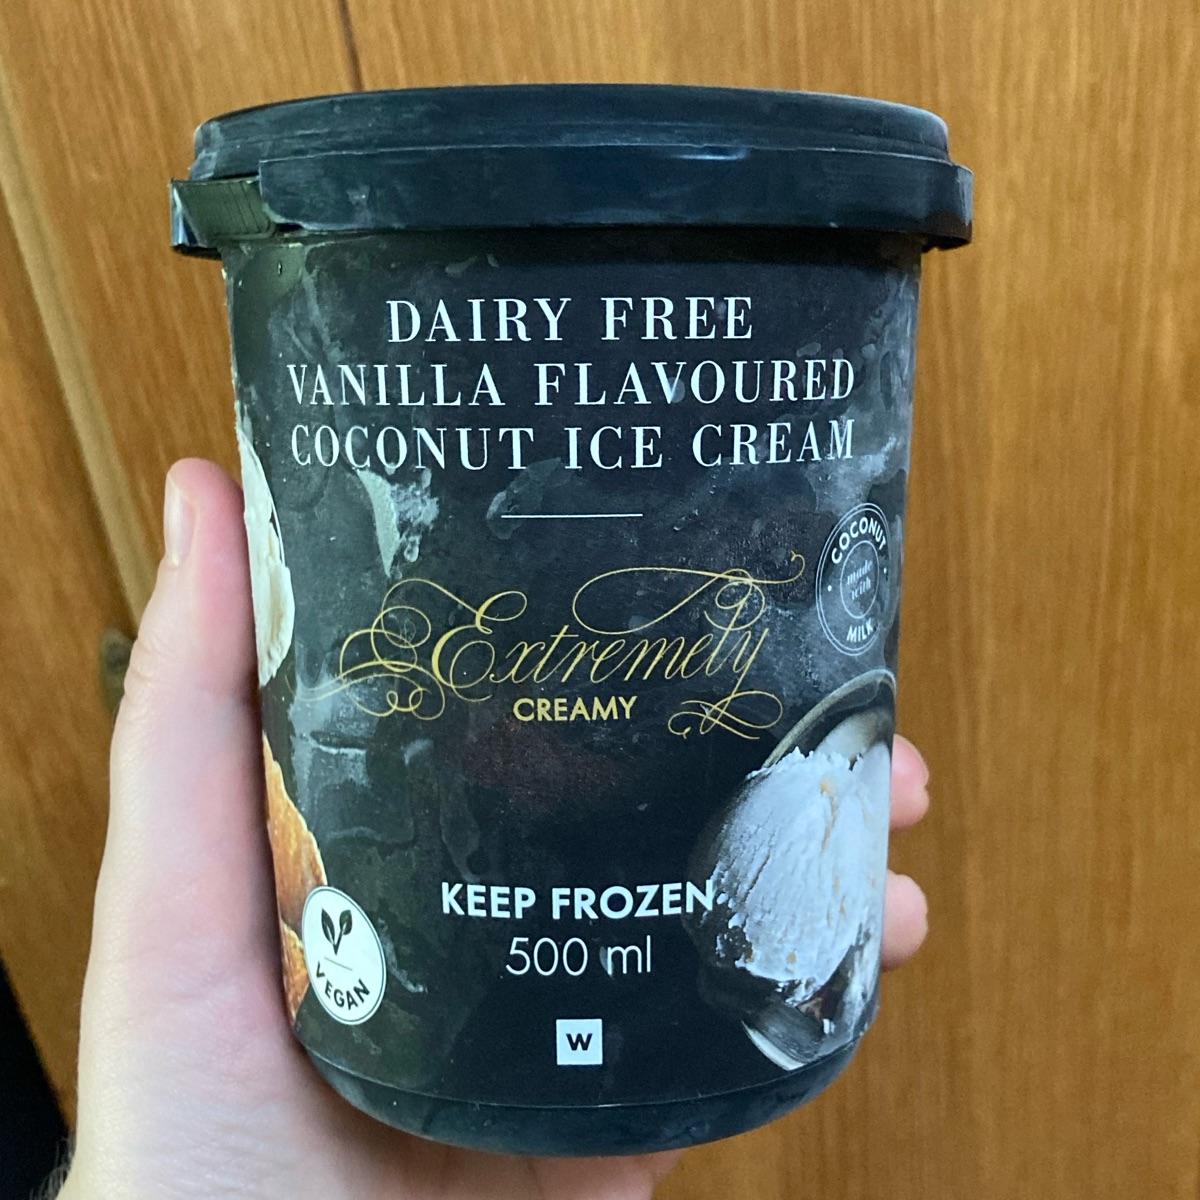 DAIRY FREE
VANILLA FLAVOURED
COCONUT ICE CREAM
COCONUT
made
with
MILK
Extremely
CREAMY
KEEP FROZEN
500 ml
VEGAN
W